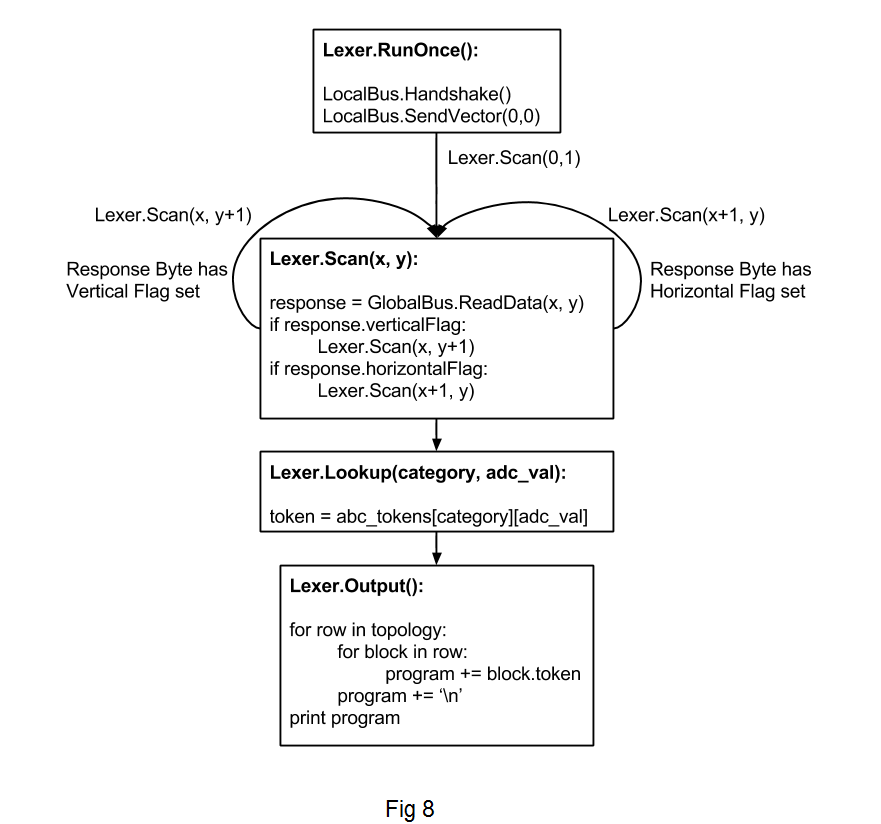 Lexer.RunOnce():
LocalBus.Handshake()
LocalBus.SendVector(0,0)
Lexer.Scan(0,1)
Lexer.Scan(x, y+1)
Lexer.Scan(x+1, y)
Response Byte has
Vertical Flag set
Response Byte has
Horizontal Flag set
Lexer.Scan(x, y):
response = GlobalBus.ReadData(x, y)
if response.verticalFlag:
Lexer.Scan(x, y+1)
if response.horizontalFlag:
Lexer.Scan(x+1, y)
Lexer.Lookup(category, adc_val):
token = abc_tokens[category][adc_val]
Lexer.Output():
for row in topology:
for block in row:
program += block.token
program += ‘\n’
print program
Fig 8